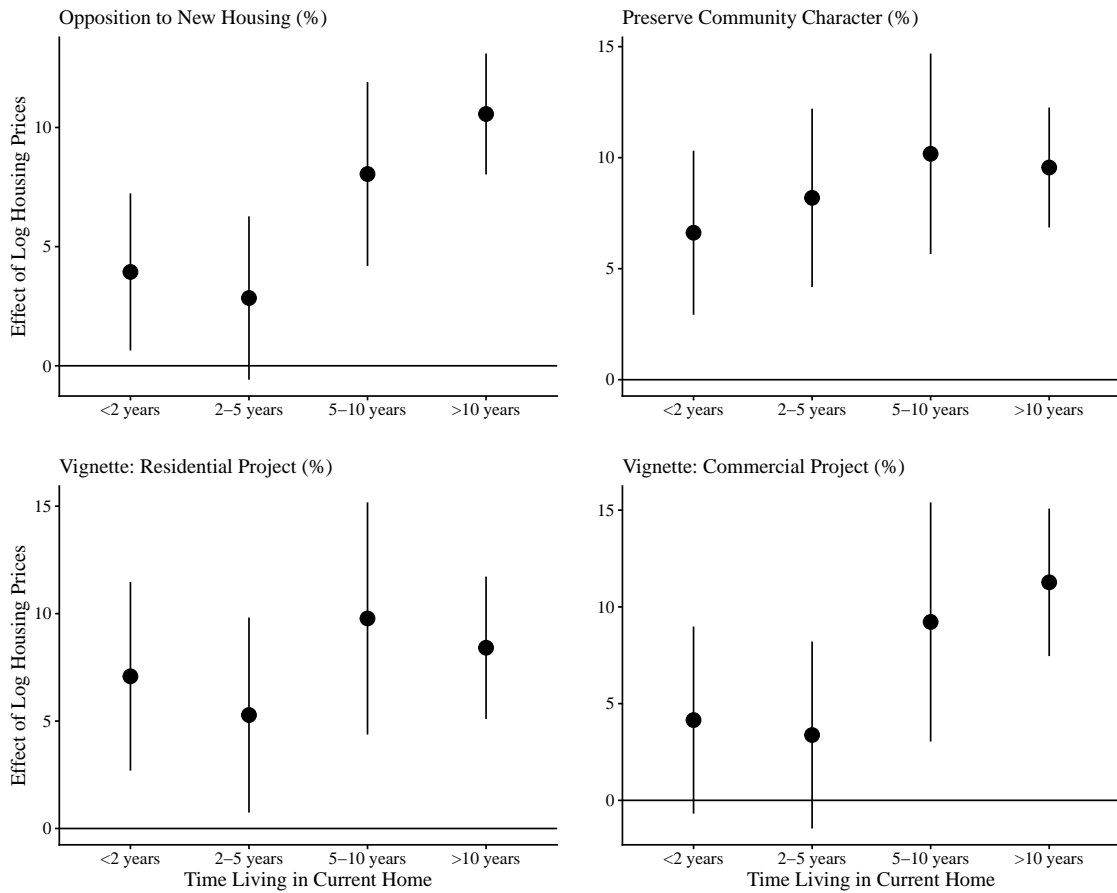 Opposition to New Housing (%)
Preserve Community Character (%)
Effect of Log Housing Prices
10
5
0
<2 years
2−5 years
5−10 years
>10 years
15
10
5
0
<2 years
2−5 years
5−10 years
>10 years
Vignette: Residential Project (%)
Vignette: Commercial Project (%)
Effect of Log Housing Prices
15
10
5
0
<2 years
2−5 years
5−10 years
>10 years
Time Living in Current Home
15
10
5
0
<2 years
2−5 years
5−10 years
>10 years
Time Living in Current Home